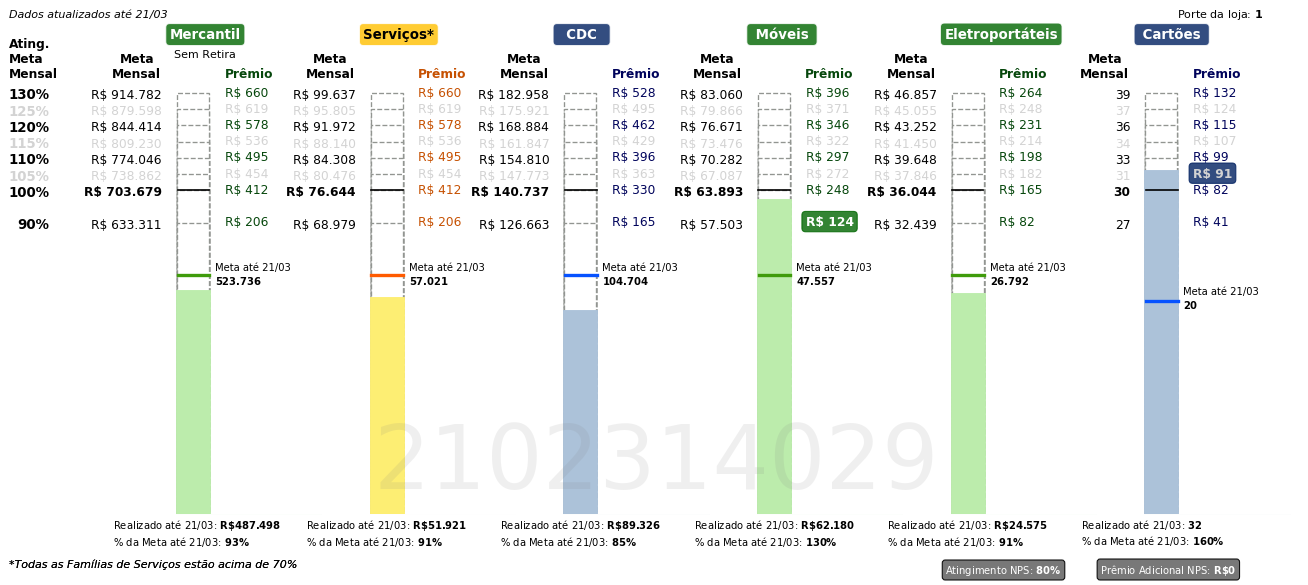 Dados atualizados até 21/03
Porte da loja: 1
Mercantil Serviços* CDC Móveis Eletroportáteis Cartões
Sem Retira
Ating. Meta Mensal
Meta Mensal Prêmio Meta Mensal Prêmio Meta Mensal Prêmio Meta Mensal Prêmio Meta Mensal Prêmio Meta Mensal Prêmio
130% R$ 914.782 R$ 660 R$ 99.637 R$ 660 R$ 182.958 R$ 528 R$ 83.060 R$ 396 R$ 46.857 R$ 264 39 R$ 132
125% R$ 879.598 R$ 619 R$ 95.805 R$ 619 R$ 175.921 R$ 495 R$ 79.866 R$ 371 R$ 45.055 R$ 248 37 R$ 124
120% R$ 844.414 R$ 578 R$ 91.972 R$ 578 R$ 168.884 R$ 462 R$ 76.671 R$ 346 R$ 43.252 R$ 231 36 R$ 115
115% R$ 809.230 R$ 536 R$ 88.140 R$ 536 R$ 161.847 R$ 429 R$ 73.476 R$ 322 R$ 41.450 R$ 214 34 R$ 107
110% R$ 774.046 R$ 495 R$ 84.308 R$ 495 R$ 154.810 R$ 396 R$ 70.282 R$ 297 R$ 39.648 R$ 198 33 R$ 99
105% R$ 738.862 R$ 454 R$ 80.476 R$ 454 R$ 147.773 R$ 363 R$ 67.087 R$ 272 R$ 37.846 R$ 182 31 R$ 91
100% R$ 703.679 R$ 412 R$ 76.644 R$ 412 R$ 140.737 R$ 330 R$ 63.893 R$ 248 R$ 36.044 R$ 165 30 R$ 82
90% R$ 633.311 R$ 206 R$ 68.979 R$ 206 R$ 126.663 R$ 165 R$ 57.503 R$ 124 R$ 32.439 R$ 82 27 R$ 41
Meta até 21/03 Meta até 21/03 Meta até 21/03 Meta até 21/03 Meta até 21/03 Meta até 21/03
523.736 57.021 104.704 47.557 26.792 20
2102314029
Realizado até 21/03: R$487.498 Realizado até 21/03: R$51.921 Realizado até 21/03: R$89.326 Realizado até 21/03: R$62.180 Realizado até 21/03: R$24.575 Realizado até 21/03: 32
% da Meta até 21/03: 93% % da Meta até 21/03: 91% % da Meta até 21/03: 85% % da Meta até 21/03: 130% % da Meta até 21/03: 91% % da Meta até 21/03: 160%
*Todas as Famílias de Serviços estão acima de 70%
Atingimento NPS: 80% Prêmio Adicional NPS: R$0